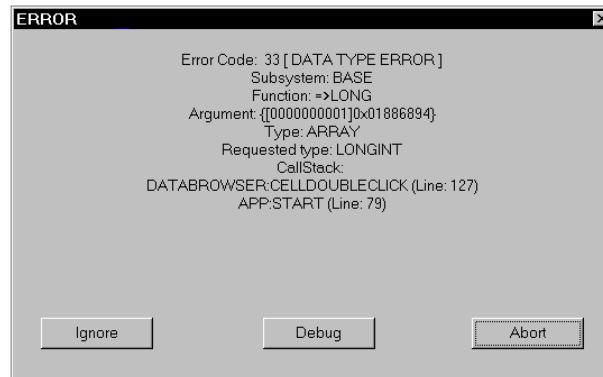 ERROR
Error Code: 33 [ DATA TYPE ERROR ]
Subsystem: BASE
Function: =>LONG
Argument: {[0000000001]0x01886894}
Type: ARRAY
Requested type: LONGINT
CallStack:
DATABROWSER:CELLDOUBLECLICK (Line: 127)
APP:START (Line: 79)
Ignore
Debug
Abort